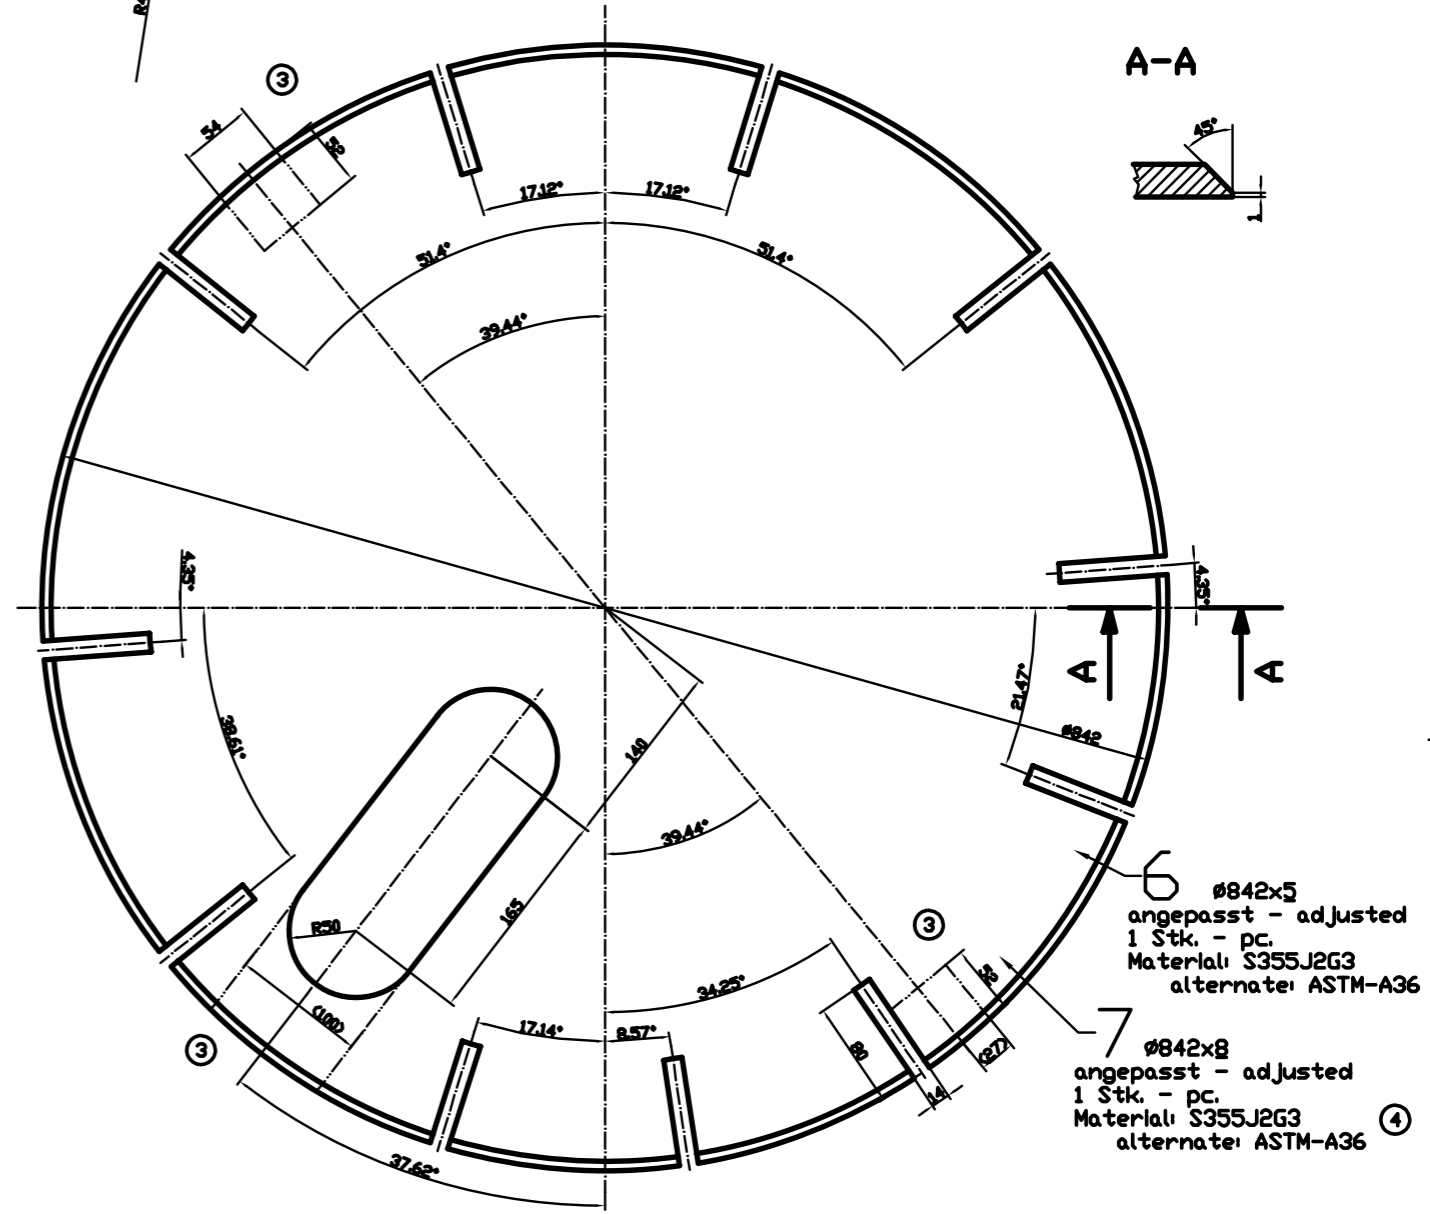 R4
A-A
3
54
52
45°
1
17.12°
17.12°
51.4°
51.4°
39.44°
4.35°
4.35°
A
A
21.47°
ø842
38.61°
140
39.44°
165
R50
6
ø842x5
angepasst - adjusted
1 Stk. - pc.
Material: S355J2G3
alternate: ASTM-A36
3
52
34.25°
(100)
17.14°
8.57°
80
(27)
14
3
7
ø842x8
angepasst - adjusted
1 Stk. - pc.
Material: S355J2G3
alternate: ASTM-A36
4
37.62°